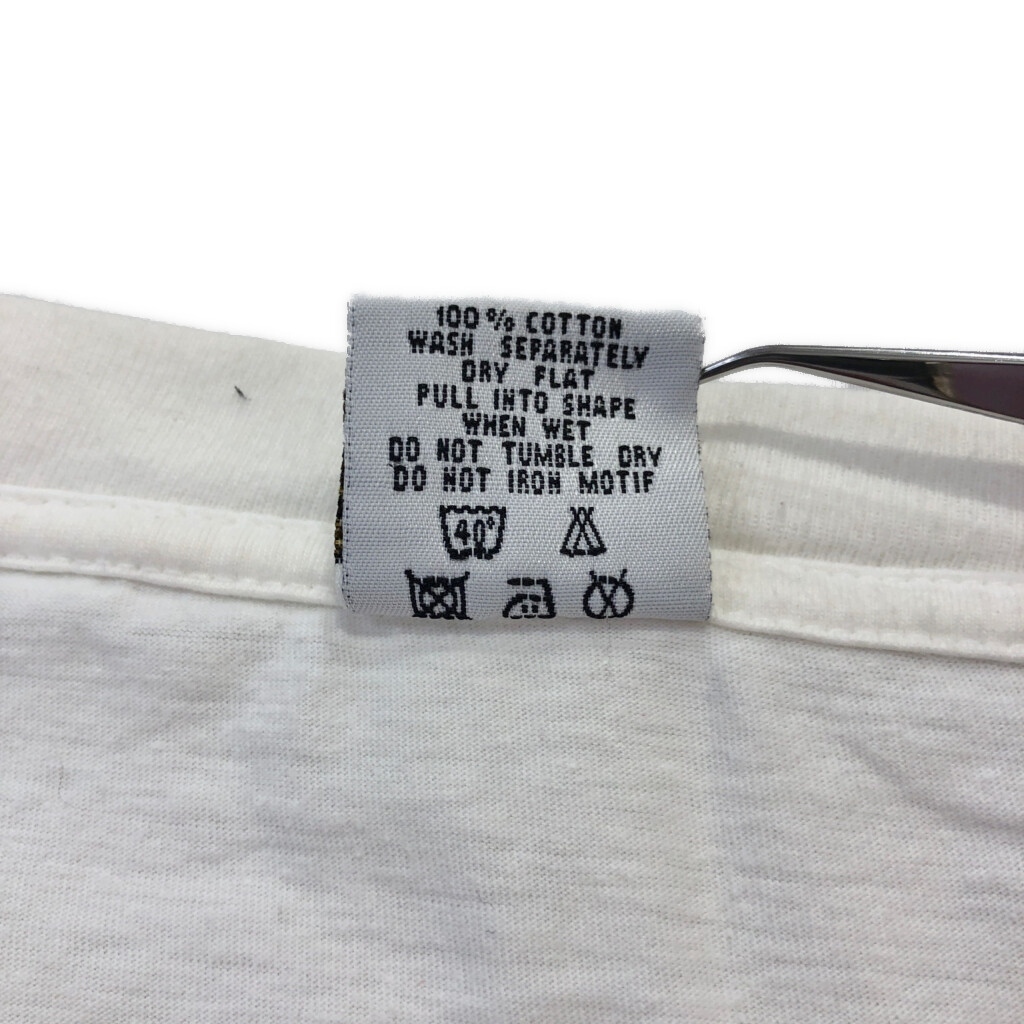 100% COTTON
WASH SEPARATELY
DRY FLAT
PULL INTO SHAPE
WHEN WET
DO NOT TUMBLE DRY
DO NOT IRON MOTIF
40°